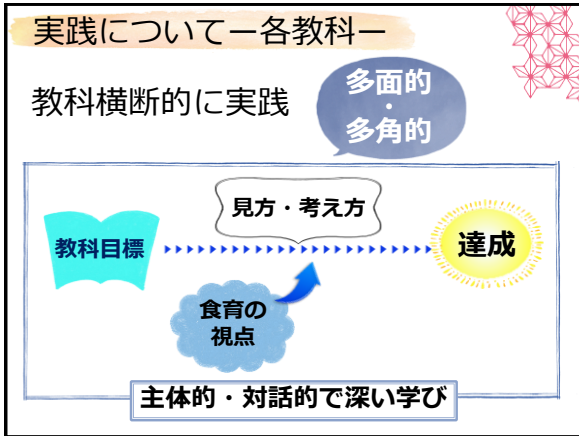 実践についてー各教科ー
教科横断的に実践
多面的
・
多角的
見方・考え方
教科目標
達成
食育の
視点
主体的・対話的で深い学び